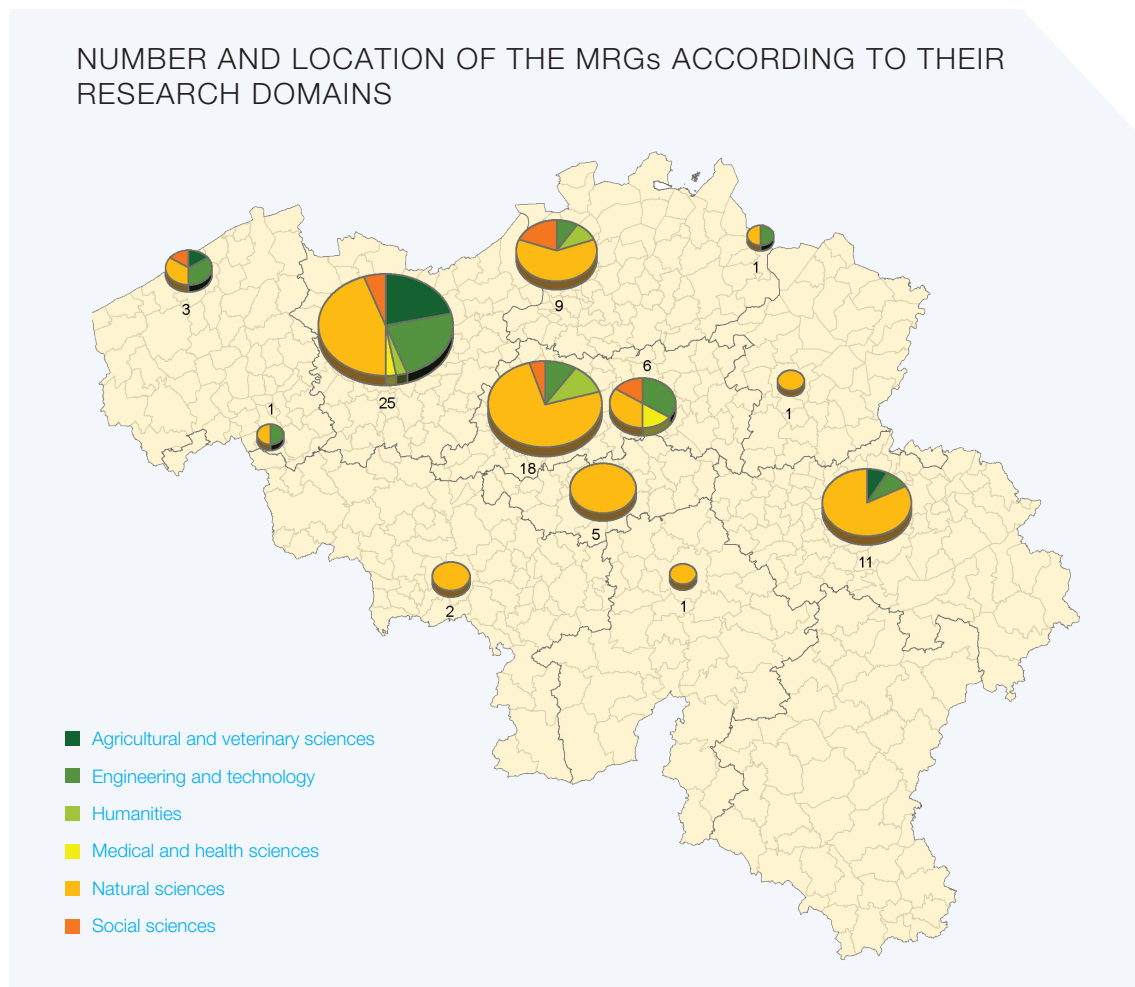 NUMBER AND LOCATION OF THE MRGs ACCORDING TO THEIR
RESEARCH DOMAINS
3
25
9
1
1
18
6
1
5
11
2
1
Agricultural and veterinary sciences
Engineering and technology
Humanities
Medical and health sciences
Natural sciences
Social sciences